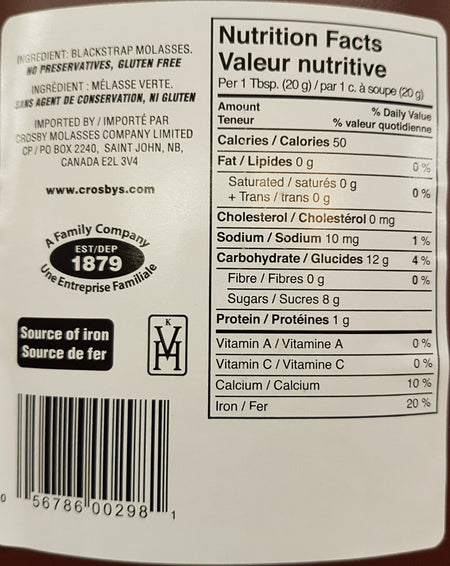 INGREDIENT: BLACKSTRAP MOLASSES.
NO PRESERVATIVES, GLUTEN FREE
INGRÉDIENT : MÉLASSE VERTE.
SANS AGENT DE CONSERVATION, NI GLUTEN
IMPORTED BY / IMPORTÉ PAR
CROSBY MOLASSES COMPANY LIMITED
CP / PO BOX 2240, SAINT JOHN, NB,
CANADA E2L 3V4
www.crosbys.com
A Family Company
EST/DEP
1879
Une Entreprise Familiale
Source of iron
Source de fer
K
VH
0 56786 00298 1
Nutrition Facts
Valeur nutritive
Per 1 Tbsp. (20 g) / par 1 c. à soupe (20 g)
Amount % Daily Value
Teneur % valeur quotidienne
Calories / Calories 50
Fat / Lipides 0 g 0 %
Saturated / saturés 0 g
+ Trans / trans 0 g 0 %
Cholesterol / Cholestérol 0 mg
Sodium / Sodium 10 mg 1 %
Carbohydrate / Glucides 12 g 4 %
Fibre / Fibres 0 g 0 %
Sugars / Sucres 8 g
Protein / Protéines 1 g
Vitamin A / Vitamine A 0 %
Vitamin C / Vitamine C 0 %
Calcium / Calcium 10 %
Iron / Fer 20 %